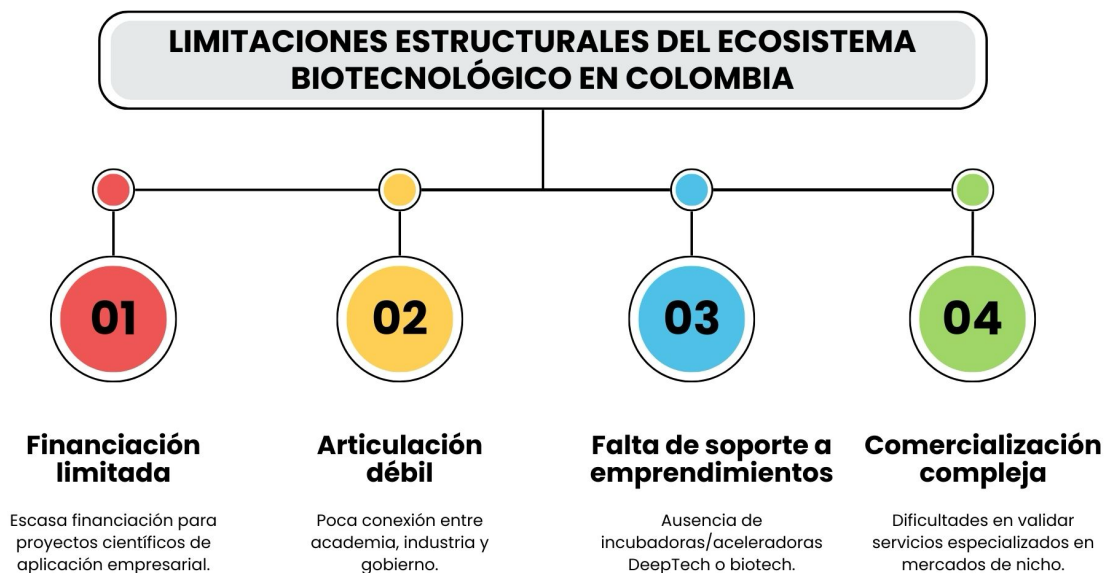 LIMITACIONES ESTRUCTURALES DEL ECOSISTEMA
BIOTECNOLÓGICO EN COLOMBIA
01
02
03
04
Financiación
limitada
Escasa financiación para
proyectos científicos de
aplicación empresarial.
Articulación
débil
Poca conexión entre
academia, industria y
gobierno.
Falta de soporte a
emprendimientos
Ausencia de
incubadoras/aceleradoras
DeepTech o biotech.
Comercialización
compleja
Dificultades en validar
servicios especializados en
mercados de nicho.